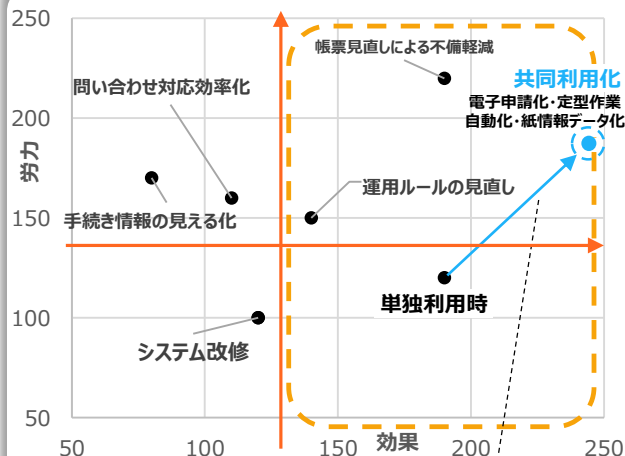 250
帳票見直しによる不備軽減
共同利用化
問い合わせ対応効率化
電子申請化・定型作業
自動化・紙情報データ化
200
労力
運用ルールの見直し
手続き情報の見える化
150
単独利用時
100
システム改修
50
50
100
150
効果
200
250